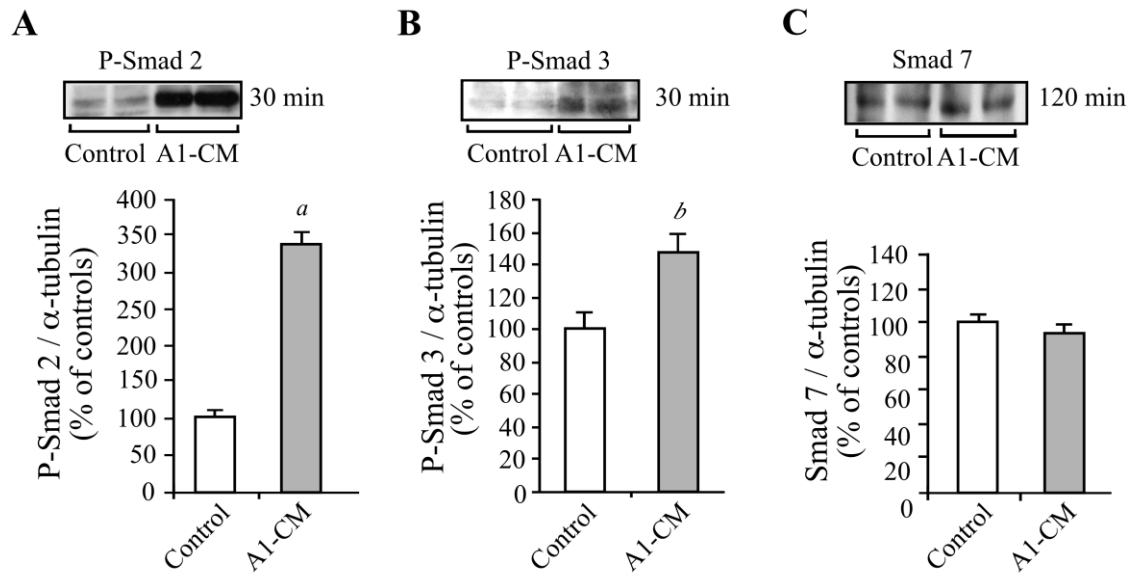 A
P-Smad 2
30 min
Control A1-CM
P-Smad 2 / α-tubulin
(% of controls)
400
350
300
350
200
150
100
50
0
a
Control
A1-CM
B
P-Smad 3
30 min
Control A1-CM
P-Smad 3 / α-tubulin
(% of controls)
180
160
140
120
100
80
60
40
20
0
b
Control
A1-CM
C
Smad 7
120 min
Control A1-CM
Smad 7 / α-tubulin
(% of controls)
140
120
100
80
60
40
20
0
Control
A1-CM